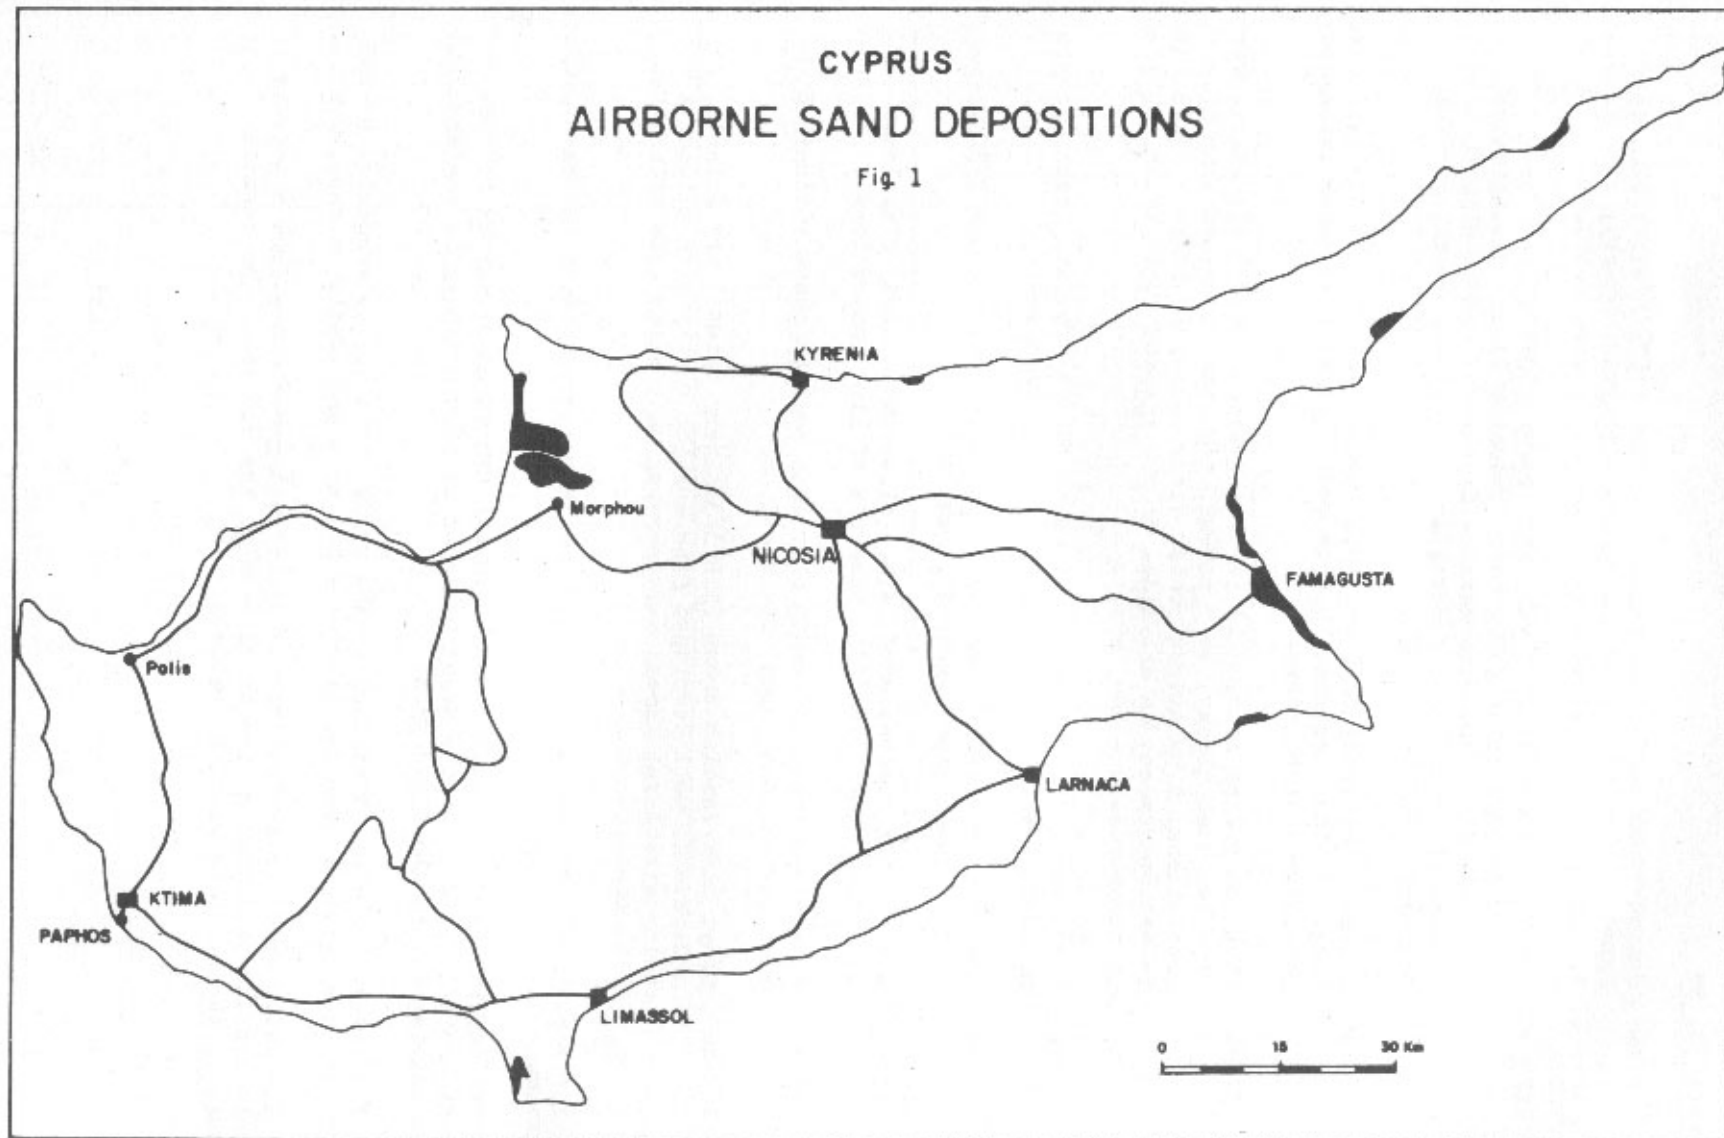 CYPRUS
AIRBORNE SAND DEPOSITIONS
Fig. 1
KYRENIA
Morphou
NICOSIA
FAMAGUSTA
Polis
LARNACA
KTIMA
PAPHOS
LIMASSOL
0 15 30 Km